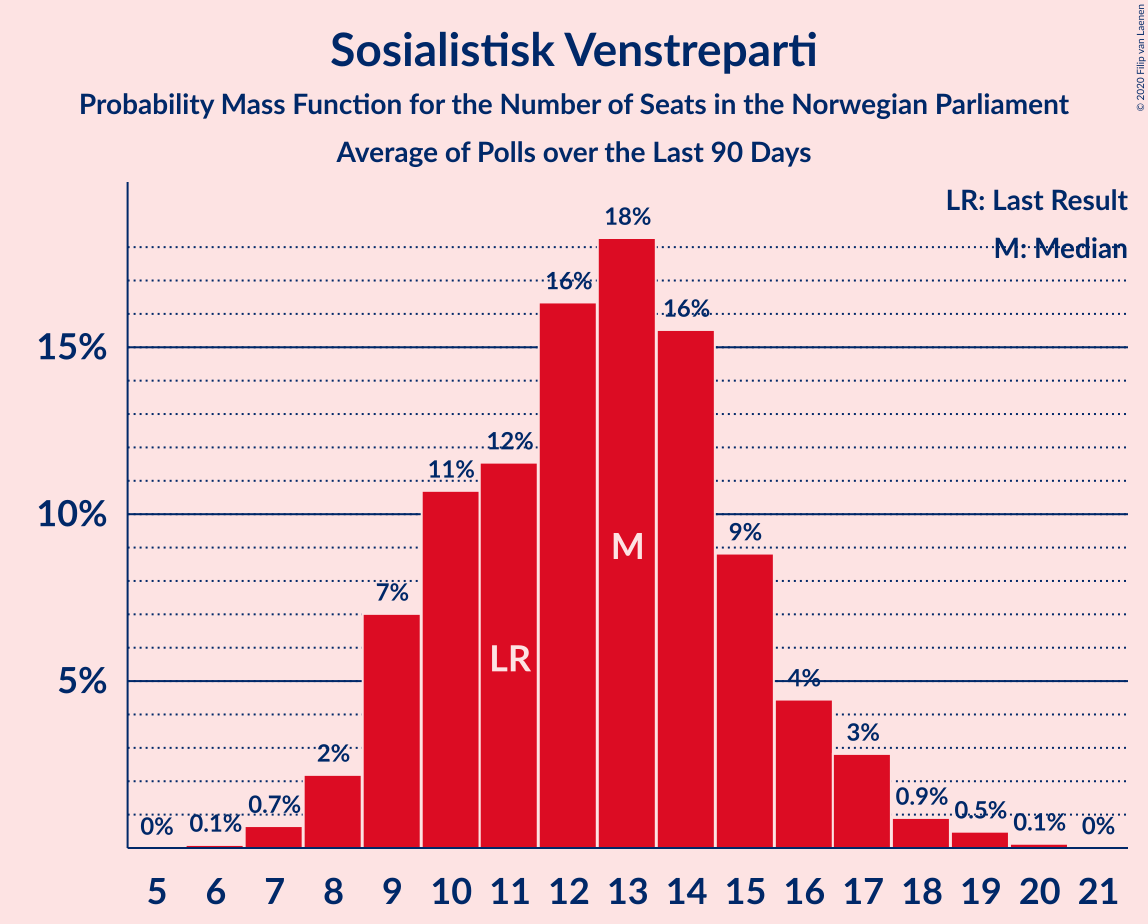 Sosialistisk Venstreparti
Probability Mass Function for the Number of Seats in the Norwegian Parliament
Average of Polls over the Last 90 Days
© 2020 Filip van Laenen
LR: Last Result
M: Median
15%
10%
5%
0%
0.1%
0.7%
2%
7%
11%
12%
16%
18%
16%
9%
4%
3%
0.9%
0.5%
0.1%
0%
LR
M
5 6 7 8 9 10 11 12 13 14 15 16 17 18 19 20 21